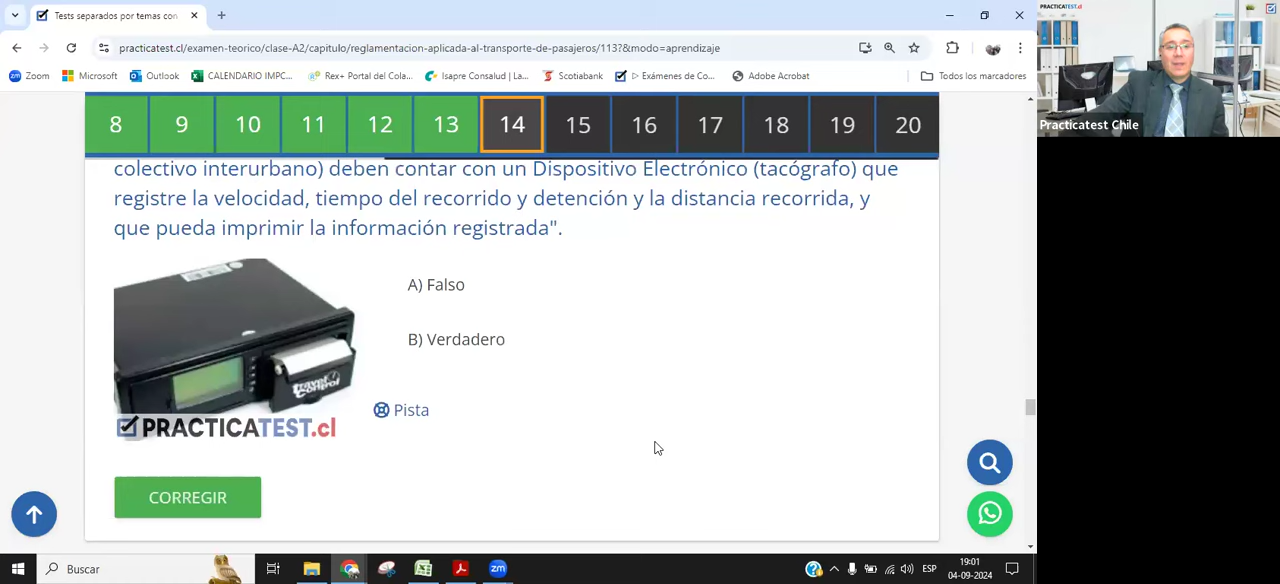 Tests separados por temas con
practicatest.cl/examen-teorico/clase-A2/capitulo/reglamentacion-aplicada-al-transporte-de-pasajeros/113?&modo=aprendizaje
Zoom
Microsoft
Outlook
CALENDARIO IMPC...
Rex+ Portal del Cola...
Isapre Consalud | La...
Scotiabank
▷ Exámenes de Co...
Adobe Acrobat
Todos los marcadores
PRACTICATEST.cl
Practicatest Chile
8 9 10 11 12 13 14 15 16 17 18 19 20
colectivo interurbano) deben contar con un Dispositivo Electrónico (tacógrafo) que
registre la velocidad, tiempo del recorrido y detención y la distancia recorrida, y
que pueda imprimir la información registrada".
A) Falso
B) Verdadero
Travel
Control
PRACTICATEST.cl
Pista
CORREGIR
Buscar
zm
ESP
19:01
04-09-2024